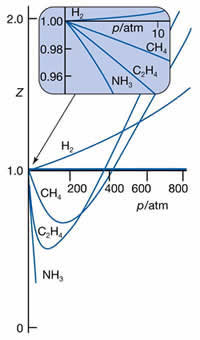 2.0
H₂
1.00
p/atm 10
0.98
CH₄
0.96
C₂H₄
NH₃
Z
H₂
1.0
200 400 600 800
CH₄
p/atm
C₂H₄
NH₃
0